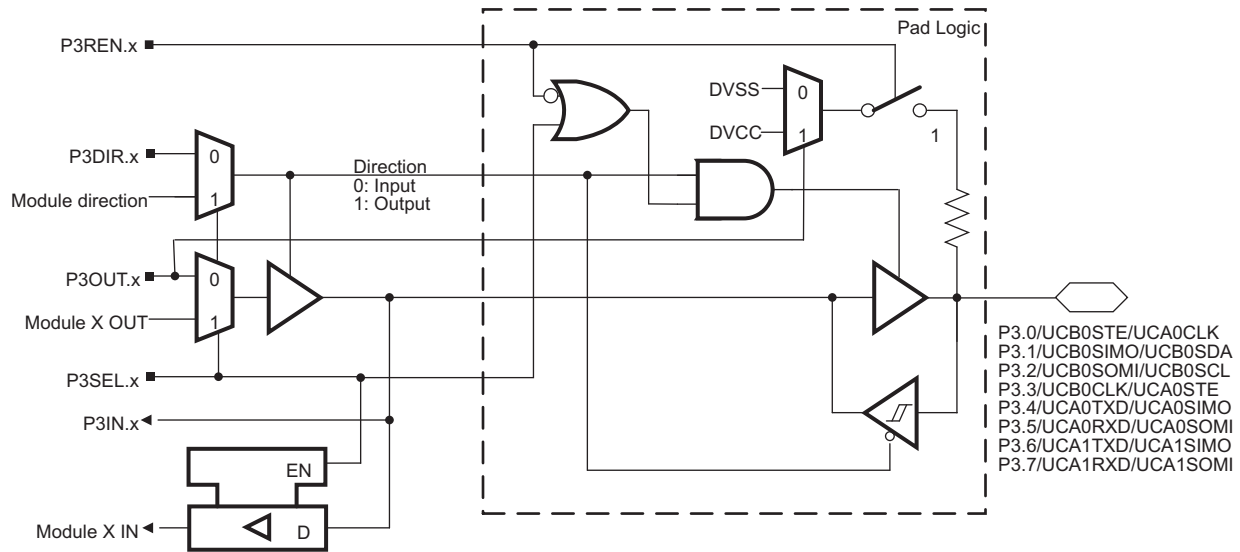 Pad Logic
P3REN.x
DVSS
0
DVCC
1
1
P3DIR.x
0
Module direction
1
Direction
0: Input
1: Output
P3OUT.x
0
Module X OUT
1
P3SEL.x
P3IN.x
EN
Module X IN
D
P3.0/UCB0STE/UCA0CLK
P3.1/UCB0SIMO/UCB0SDA
P3.2/UCB0SOMI/UCB0SCL
P3.3/UCB0CLK/UCA0STE
P3.4/UCA0TXD/UCA0SIMO
P3.5/UCA0RXD/UCA0SOMI
P3.6/UCA1TXD/UCA1SIMO
P3.7/UCA1RXD/UCA1SOMI